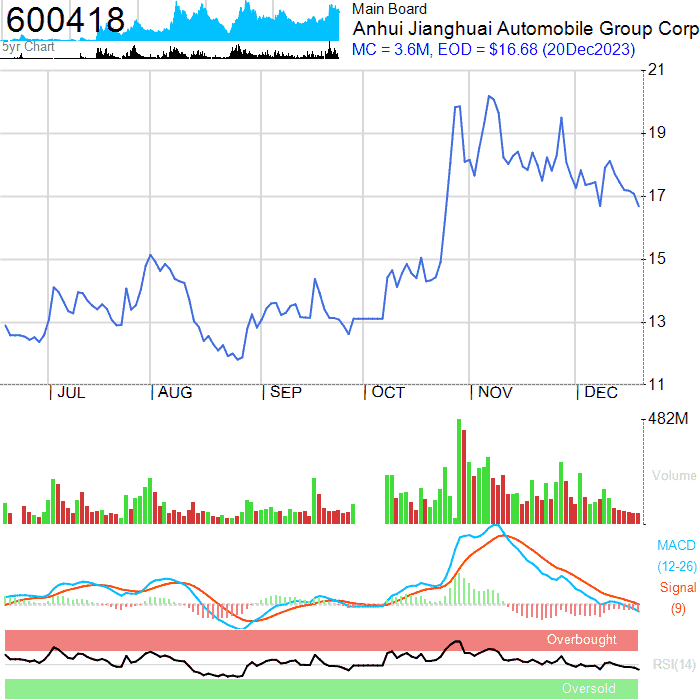 600418
5yr Chart
Main Board
Anhui Jianghuai Automobile Group Corp
MC = 3.6M, EOD = $16.68 (20Dec2023)
21
19
17
15
13
11
JUL
AUG
SEP
OCT
NOV
DEC
482M
Volume
MACD
(12-26)
Signal
(9)
Overbought
RSI(14)
Oversold